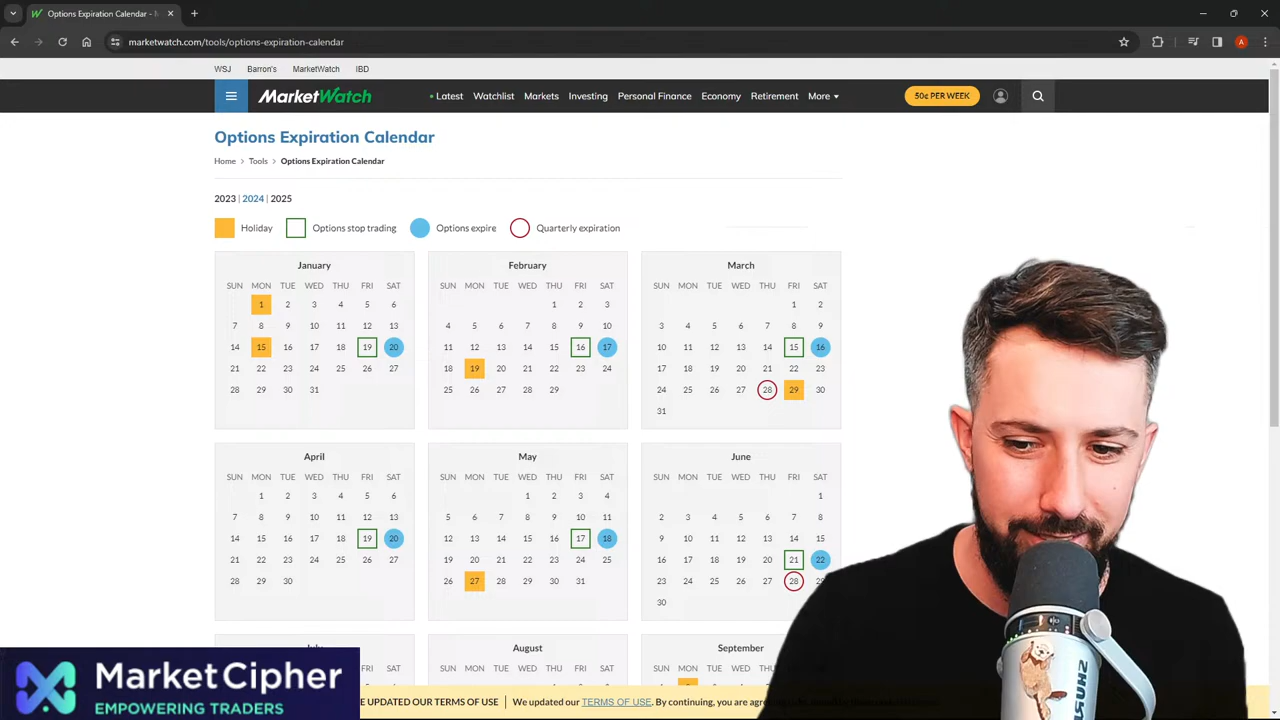 Options Expiration Calendar - M
marketwatch.com/tools/options-expiration-calendar
A
WSJ Barron's MarketWatch IBD
MarketWatch
Latest Watchlist Markets Investing Personal Finance Economy Retirement More
50¢ PER WEEK
Options Expiration Calendar
Home > Tools > Options Expiration Calendar
2023 | 2024 | 2025
Holiday Options stop trading Options expire Quarterly expiration
January
SUN MON TUE WED THU FRI SAT
1 2 3 4 5 6
7 8 9 10 11 12 13
14 15 16 17 18 19 20
21 22 23 24 25 26 27
28 29 30 31
February
SUN MON TUE WED THU FRI SAT
1 2 3
4 5 6 7 8 9 10
11 12 13 14 15 16 17
18 19 20 21 22 23 24
25 26 27 28 29
March
SUN MON TUE WED THU FRI SAT
1 2
3 4 5 6 7 8 9
10 11 12 13 14 15 16
17 18 19 20 21 22 23
24 25 26 27 28 29 30
31
April
SUN MON TUE WED THU FRI SAT
1 2 3 4 5 6
7 8 9 10 11 12 13
14 15 16 17 18 19 20
21 22 23 24 25 26 27
28 29 30
May
SUN MON TUE WED THU FRI SAT
1 2 3 4
5 6 7 8 9 10 11
12 13 14 15 16 17 18
19 20 21 22 23 24 25
26 27 28 29 30 31
June
SUN MON TUE WED THU FRI SAT
1
2 3 4 5 6 7 8
9 10 11 12 13 14 15
16 17 18 19 20 21 22
23 24 25 26 27 28
30
August
September
Market Cipher
EMPOWERING TRADERS
E UPDATED OUR TERMS OF USE | We updated our TERMS OF USE. By continuing, you are
SHURE